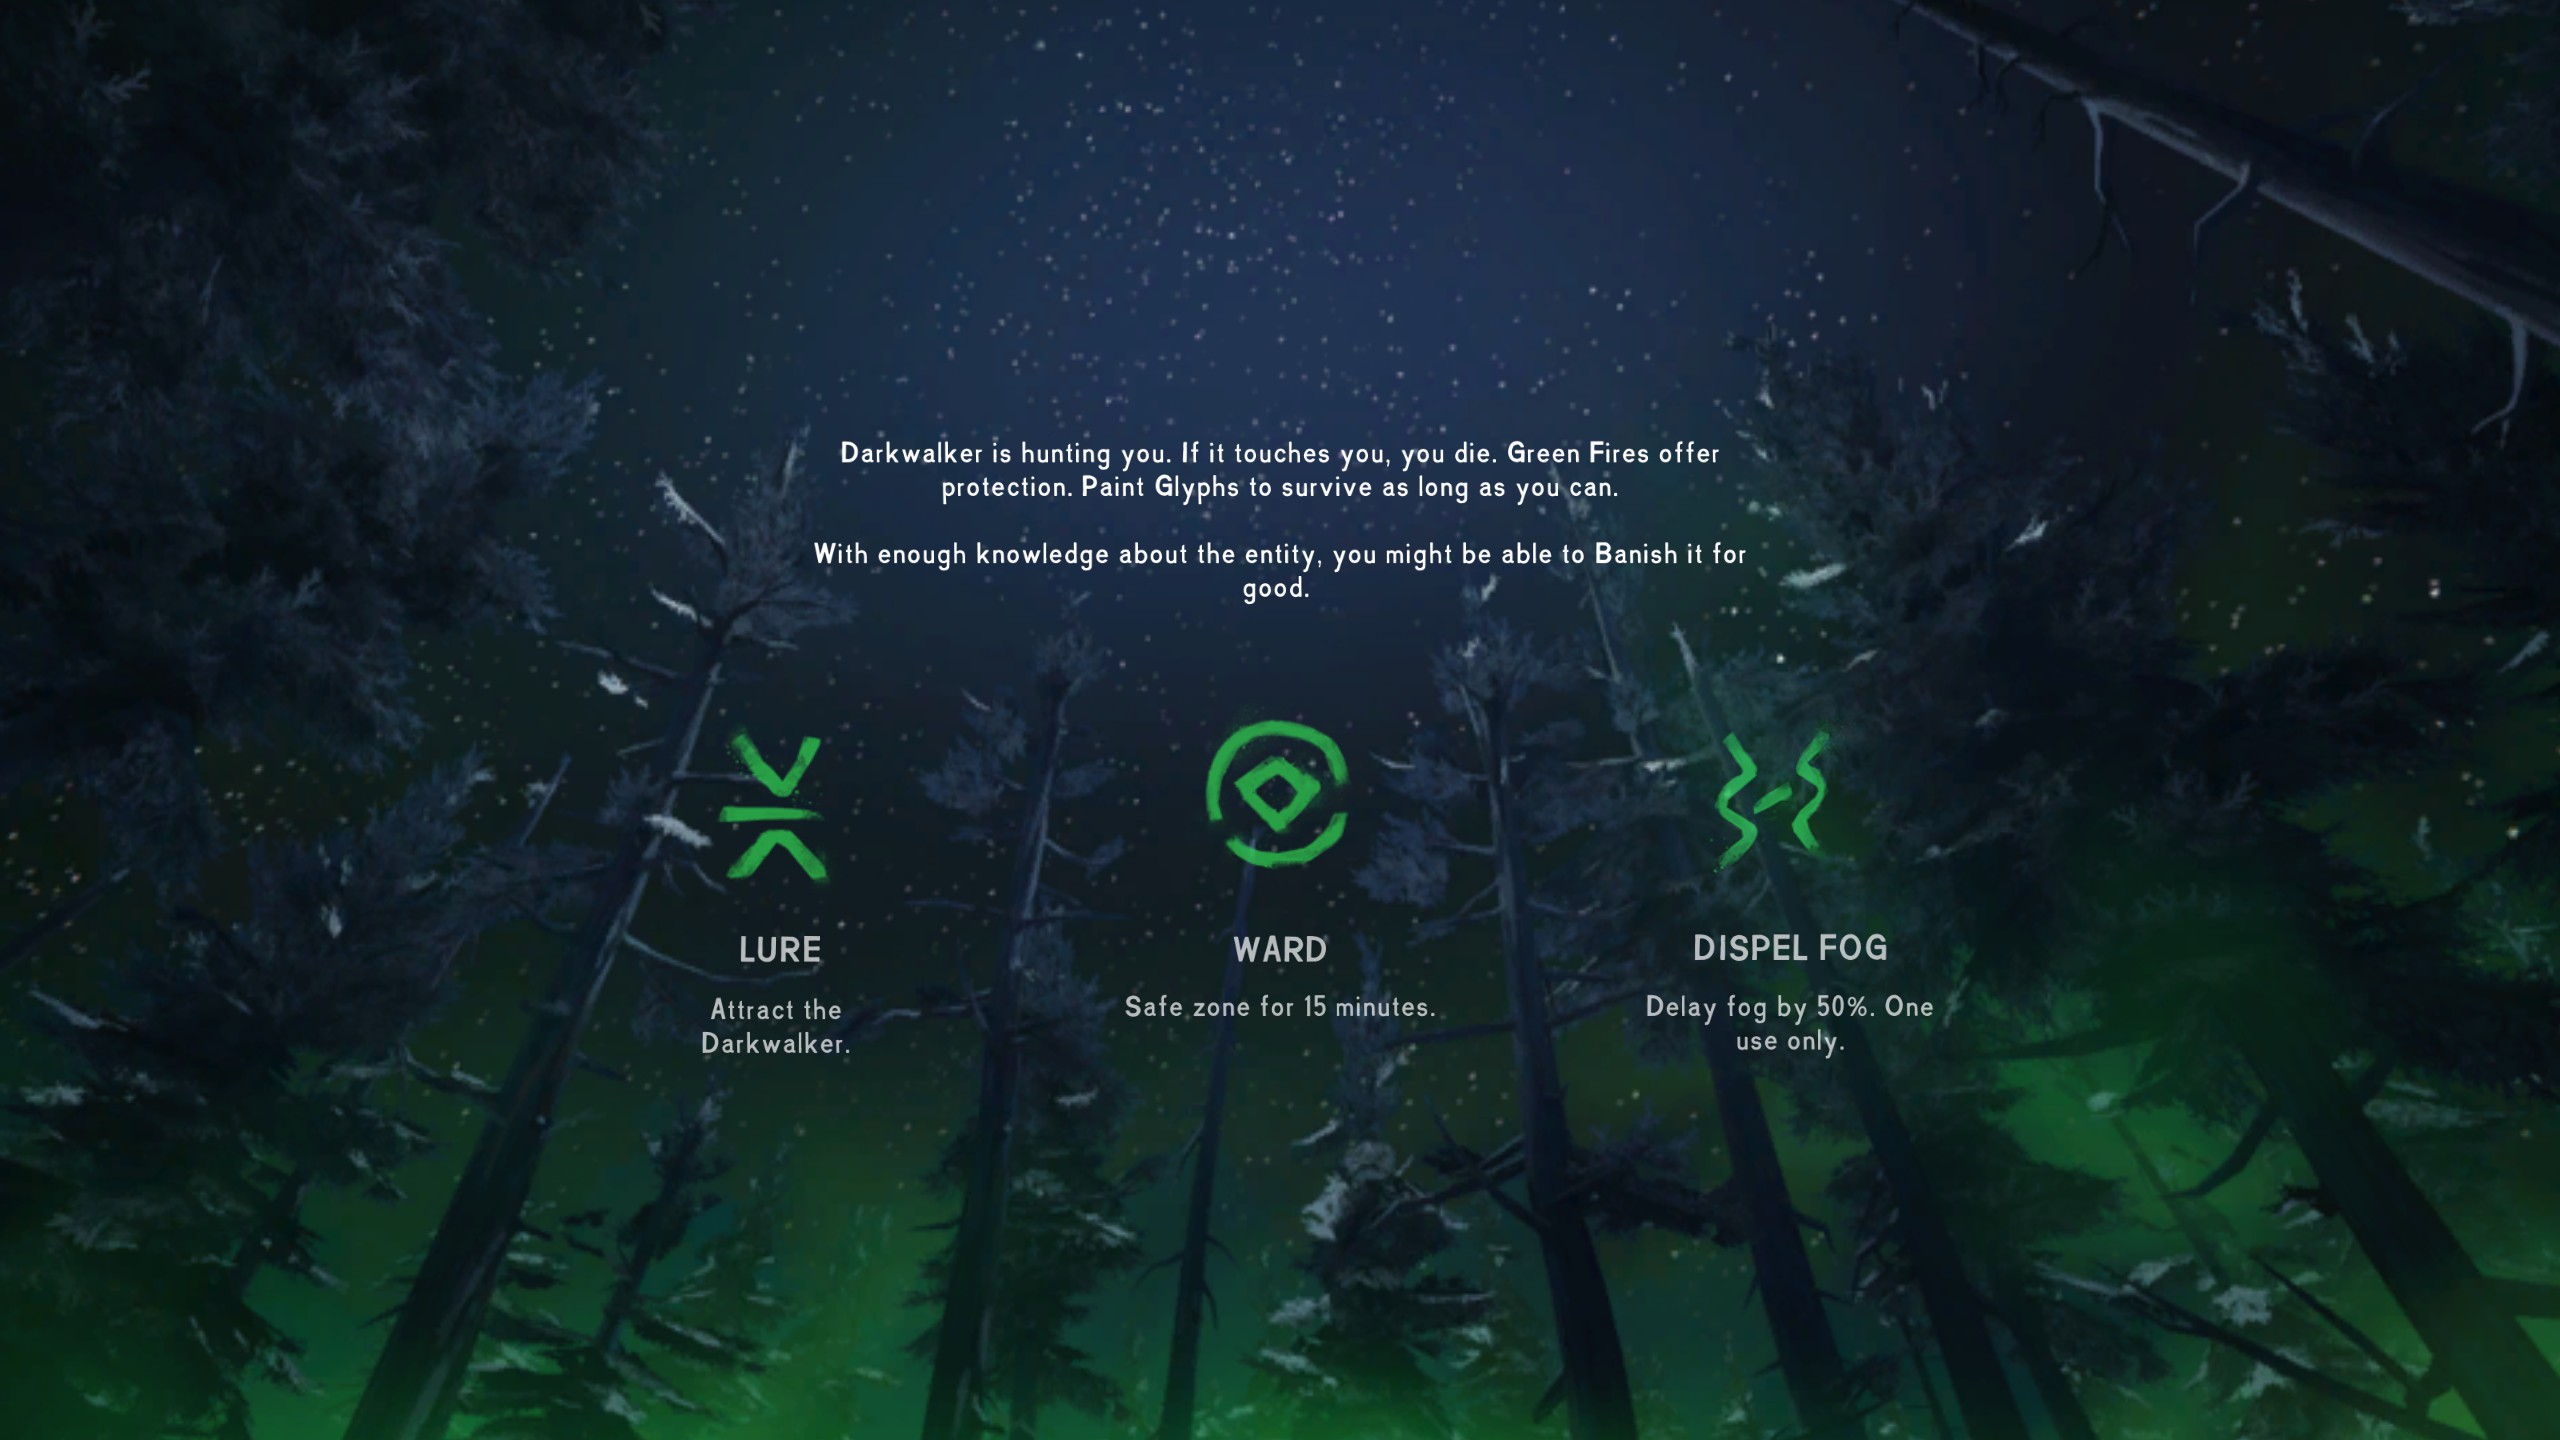 Darkwalker is hunting you. If it touches you, you die. Green Fires offer
protection. Paint Glyphs to survive as long as you can.
With enough knowledge about the entity, you might be able to Banish it for
good.
LURE
Attract the
Darkwalker.
WARD
Safe zone for 15 minutes.
DISPEL FOG
Delay fog by 50%. One
use only.